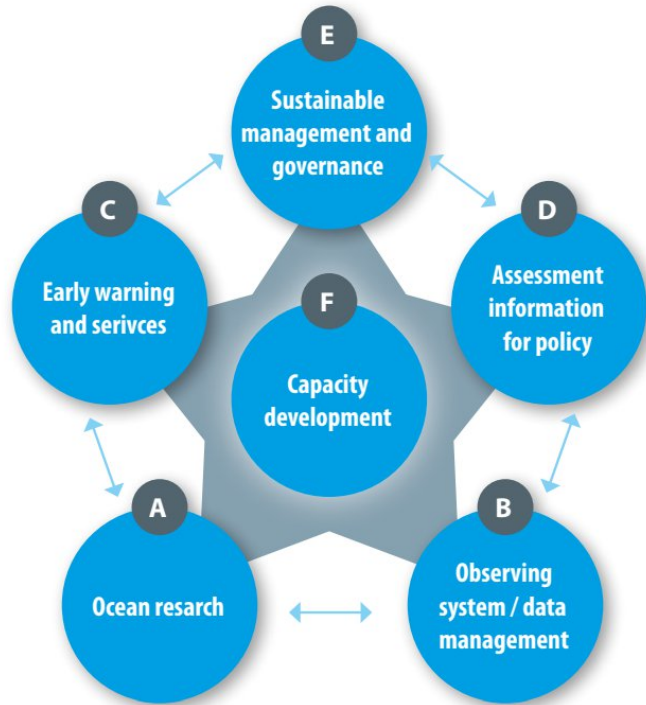 E
Sustainable
management and
governance
C
Early warning
and serivces
D
Assessment
information
for policy
F
Capacity
development
A
Ocean resarch
B
Observing
system / data
management